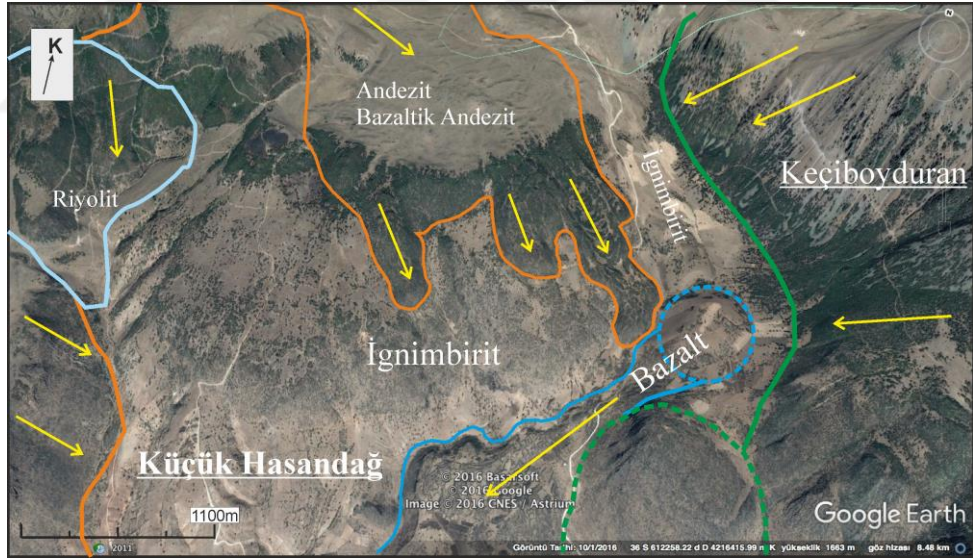 K
Andezit
Bazaltik Andezit
Riyolit
İgnimbirit
Keçiboyduran
İgnimbirit
Bazalt
Küçük Hasandağ
© 2016 Basarsoft
© 2016 Google
Image © 2016 CNES / Astrium
1100m
Google Earth
2011
Görüntü Tarihi: 10/1/2016 36 S 612258.22 d D 4216415.99 m K yükseklik 1663 m göz hizası 8.48 km